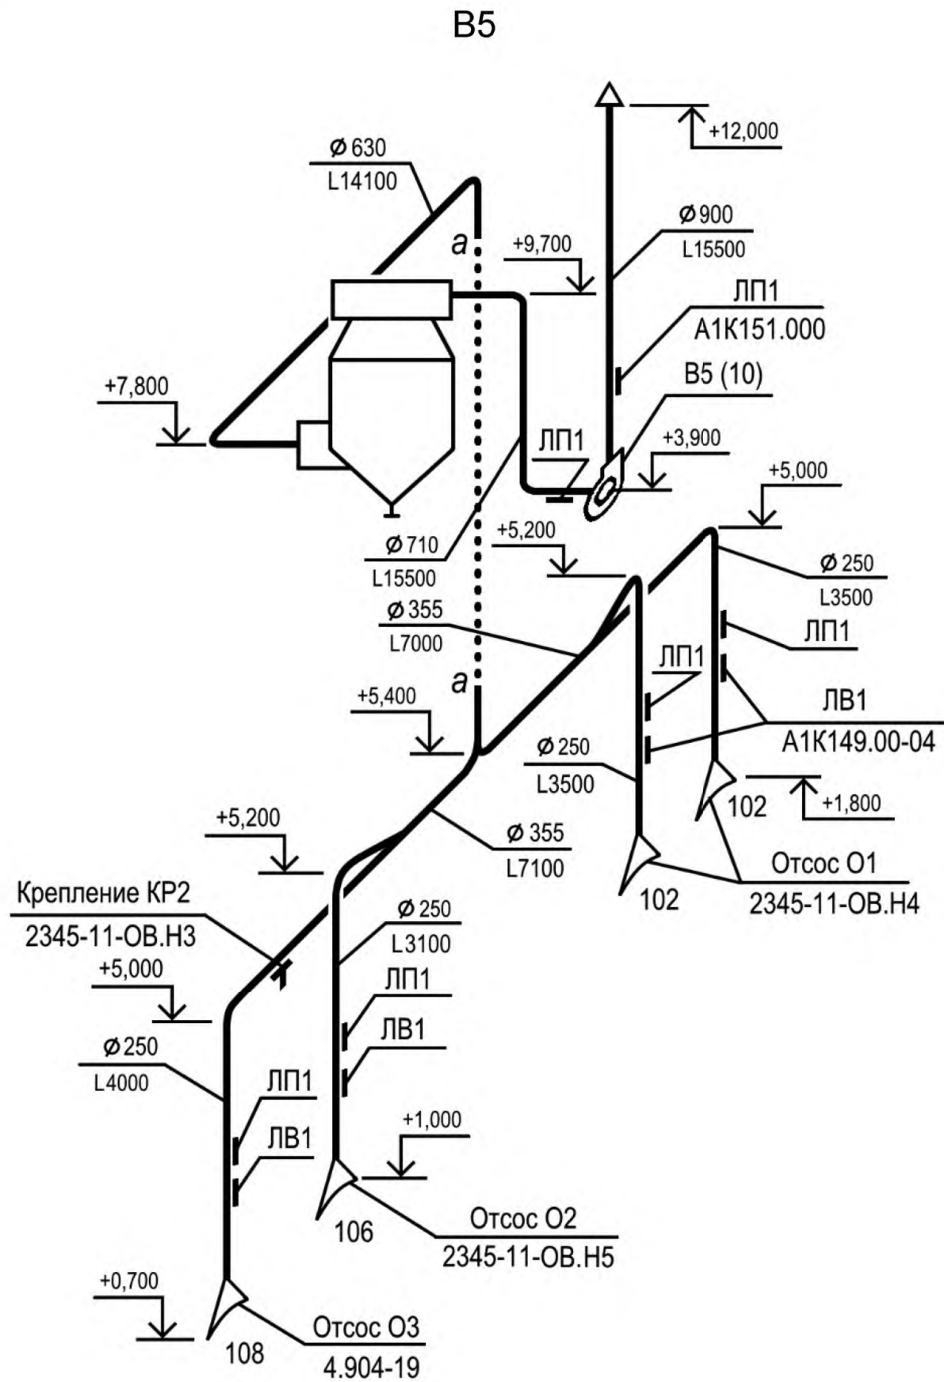 В5
+12,000
Ø 630
L14100
Ø 900
L15500
а
+9,700
ЛП1
А1К151.000
В5 (10)
+7,800
ЛП1
+3,900
+5,000
+5,200
Ø 710
L15500
Ø 250
L3500
Ø 355
L7000
ЛП1
ЛП1
а
+5,400
ЛВ1
А1К149.00-04
Ø 250
L3500
102
+1,800
+5,200
Ø 355
L7100
Отсос О1
2345-11-ОВ.Н4
102
Крепление КР2
2345-11-ОВ.Н3
Ø 250
L3100
+5,000
ЛП1
ЛВ1
Ø 250
L4000
ЛП1
ЛВ1
+1,000
106
Отсос О2
2345-11-ОВ.Н5
+0,700
108
Отсос О3
4.904-19